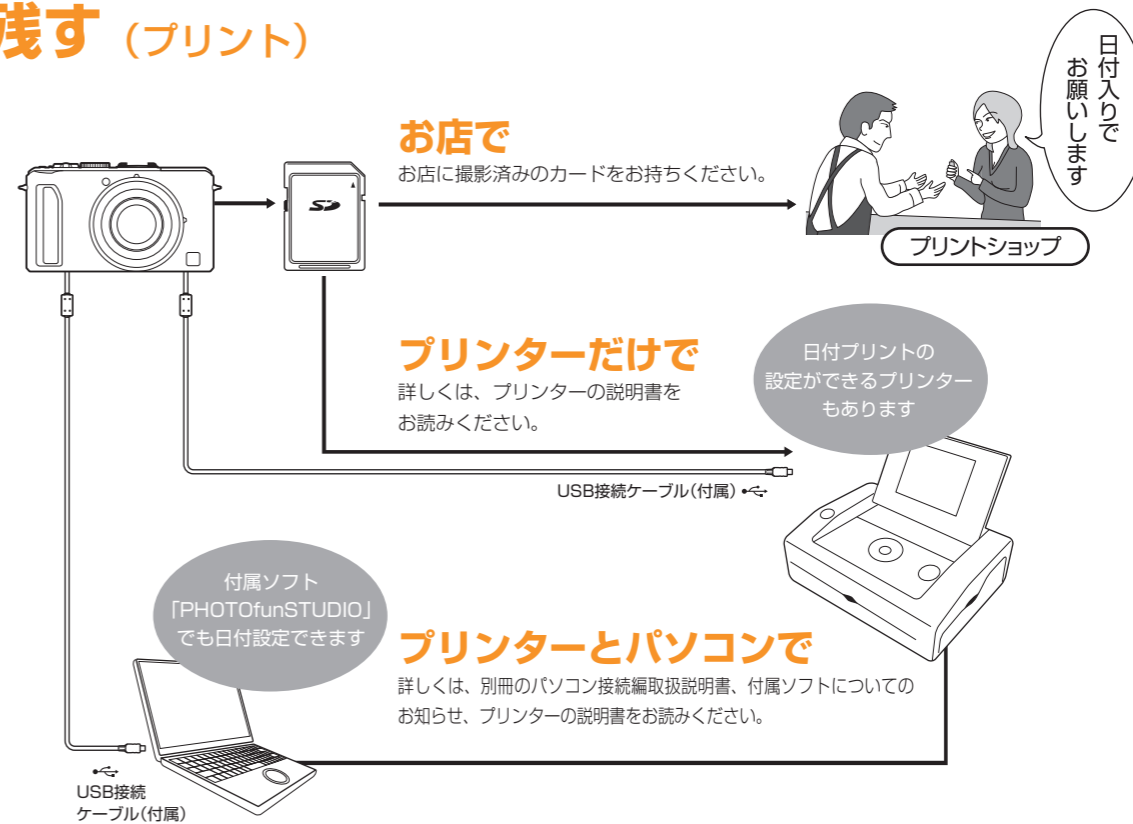 残す（プリント）
日付入りで
お願いします
お店で
お店に撮影済みのカードをお持ちください。
SD
プリントショップ
プリンターだけで
詳しくは、プリンターの説明書を
お読みください。
日付プリントの
設定ができるプリンター
もあります
USB接続ケーブル(付属)
付属ソフト
「PHOTOfunSTUDIO」
でも日付設定できます
プリンターとパソコンで
詳しくは、別冊のパソコン接続編取扱説明書、付属ソフトについての
お知らせ、プリンターの説明書をお読みください。
USB接続
ケーブル(付属)